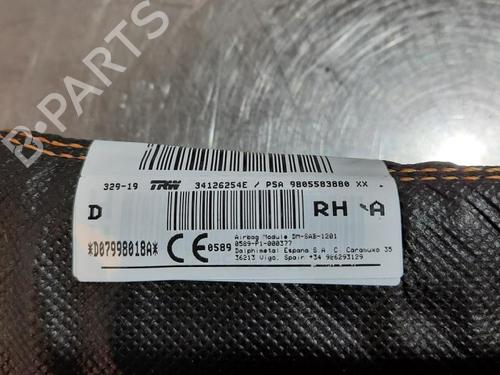 329-19 TRW 34126254E / PSA 9805583880 XX
D
RH A
*D07998018A*
CE 0589
Airbag Module DM-SAB-1201
0589-P1-000377
Dalphimetal Espana S.A. C. Caramuxo 35
36213 Vigo, Spain +34 986293129
B-PARTS